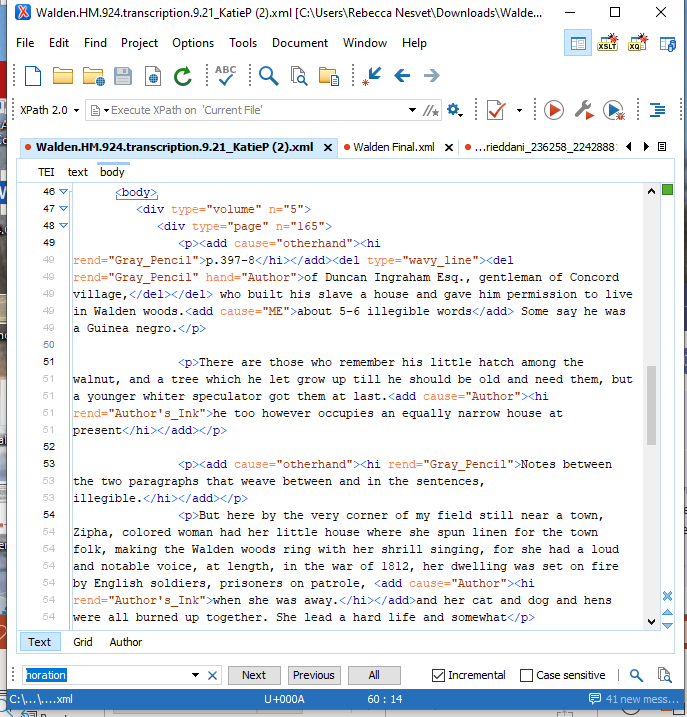 Walden.HM.924.transcription.9.21_KatieP (2).xml [C:\Users\Rebecca Nesvet\Downloads\Walde...
File Edit Find Project Options Tools Document Window Help
ABC
XSLT
XQ
XPath 2.0 Execute XPath on 'Current File'
Walden.HM.924.transcription.9.21_KatieP (2).xml
Walden Final.xml
...rieddani_236258_2242888
TEI text body
46 <body>
47 <div type="volume" n="5">
48 <div type="page" n="165">
49 <p><add cause="otherhand"><hi
49 rend="Gray_Pencil">p.397-8</hi></add><del type="wavy_line"><del
49 rend="Gray_Pencil" hand="Author">of Duncan Ingraham Esq., gentleman of Concord
49 village,</del></del> who built his slave a house and gave him permission to live
49 in Walden woods.<add cause="ME">about 5-6 illegible words</add> Some say he was
49 a Guinea negro.</p>
50
51 <p>There are those who remember his little hatch among the
51 walnut, and a tree which he let grow up till he should be old and need them, but
51 a younger whiter speculator got them at last.<add cause="Author"><hi
51 rend="Author's_Ink">he too however occupies an equally narrow house at
51 present</hi></add></p>
52
53 <p><add cause="otherhand"><hi rend="Gray_Pencil">Notes between
53 the two paragraphs that weave between and in the sentences,
53 illegible.</hi></add></p>
54 <p>But here by the very corner of my field still near a town,
54 Zipha, colored woman had her little house where she spun linen for the town
54 folk, making the Walden woods ring with her shrill singing, for she had a loud
54 and notable voice, at length, in the war of 1812, her dwelling was set on fire
54 by English soldiers, prisoners on patrole, <add cause="Author"><hi
54 rend="Author's_Ink">when she was away.</hi></add>and her cat and dog and hens
54 were all burned up together. She lead a hard life and somewhat</p>
Text Grid Author
noration Next Previous All Incremental Case sensitive
C:\...\....xml U+000A 60 : 14 41 new mess...